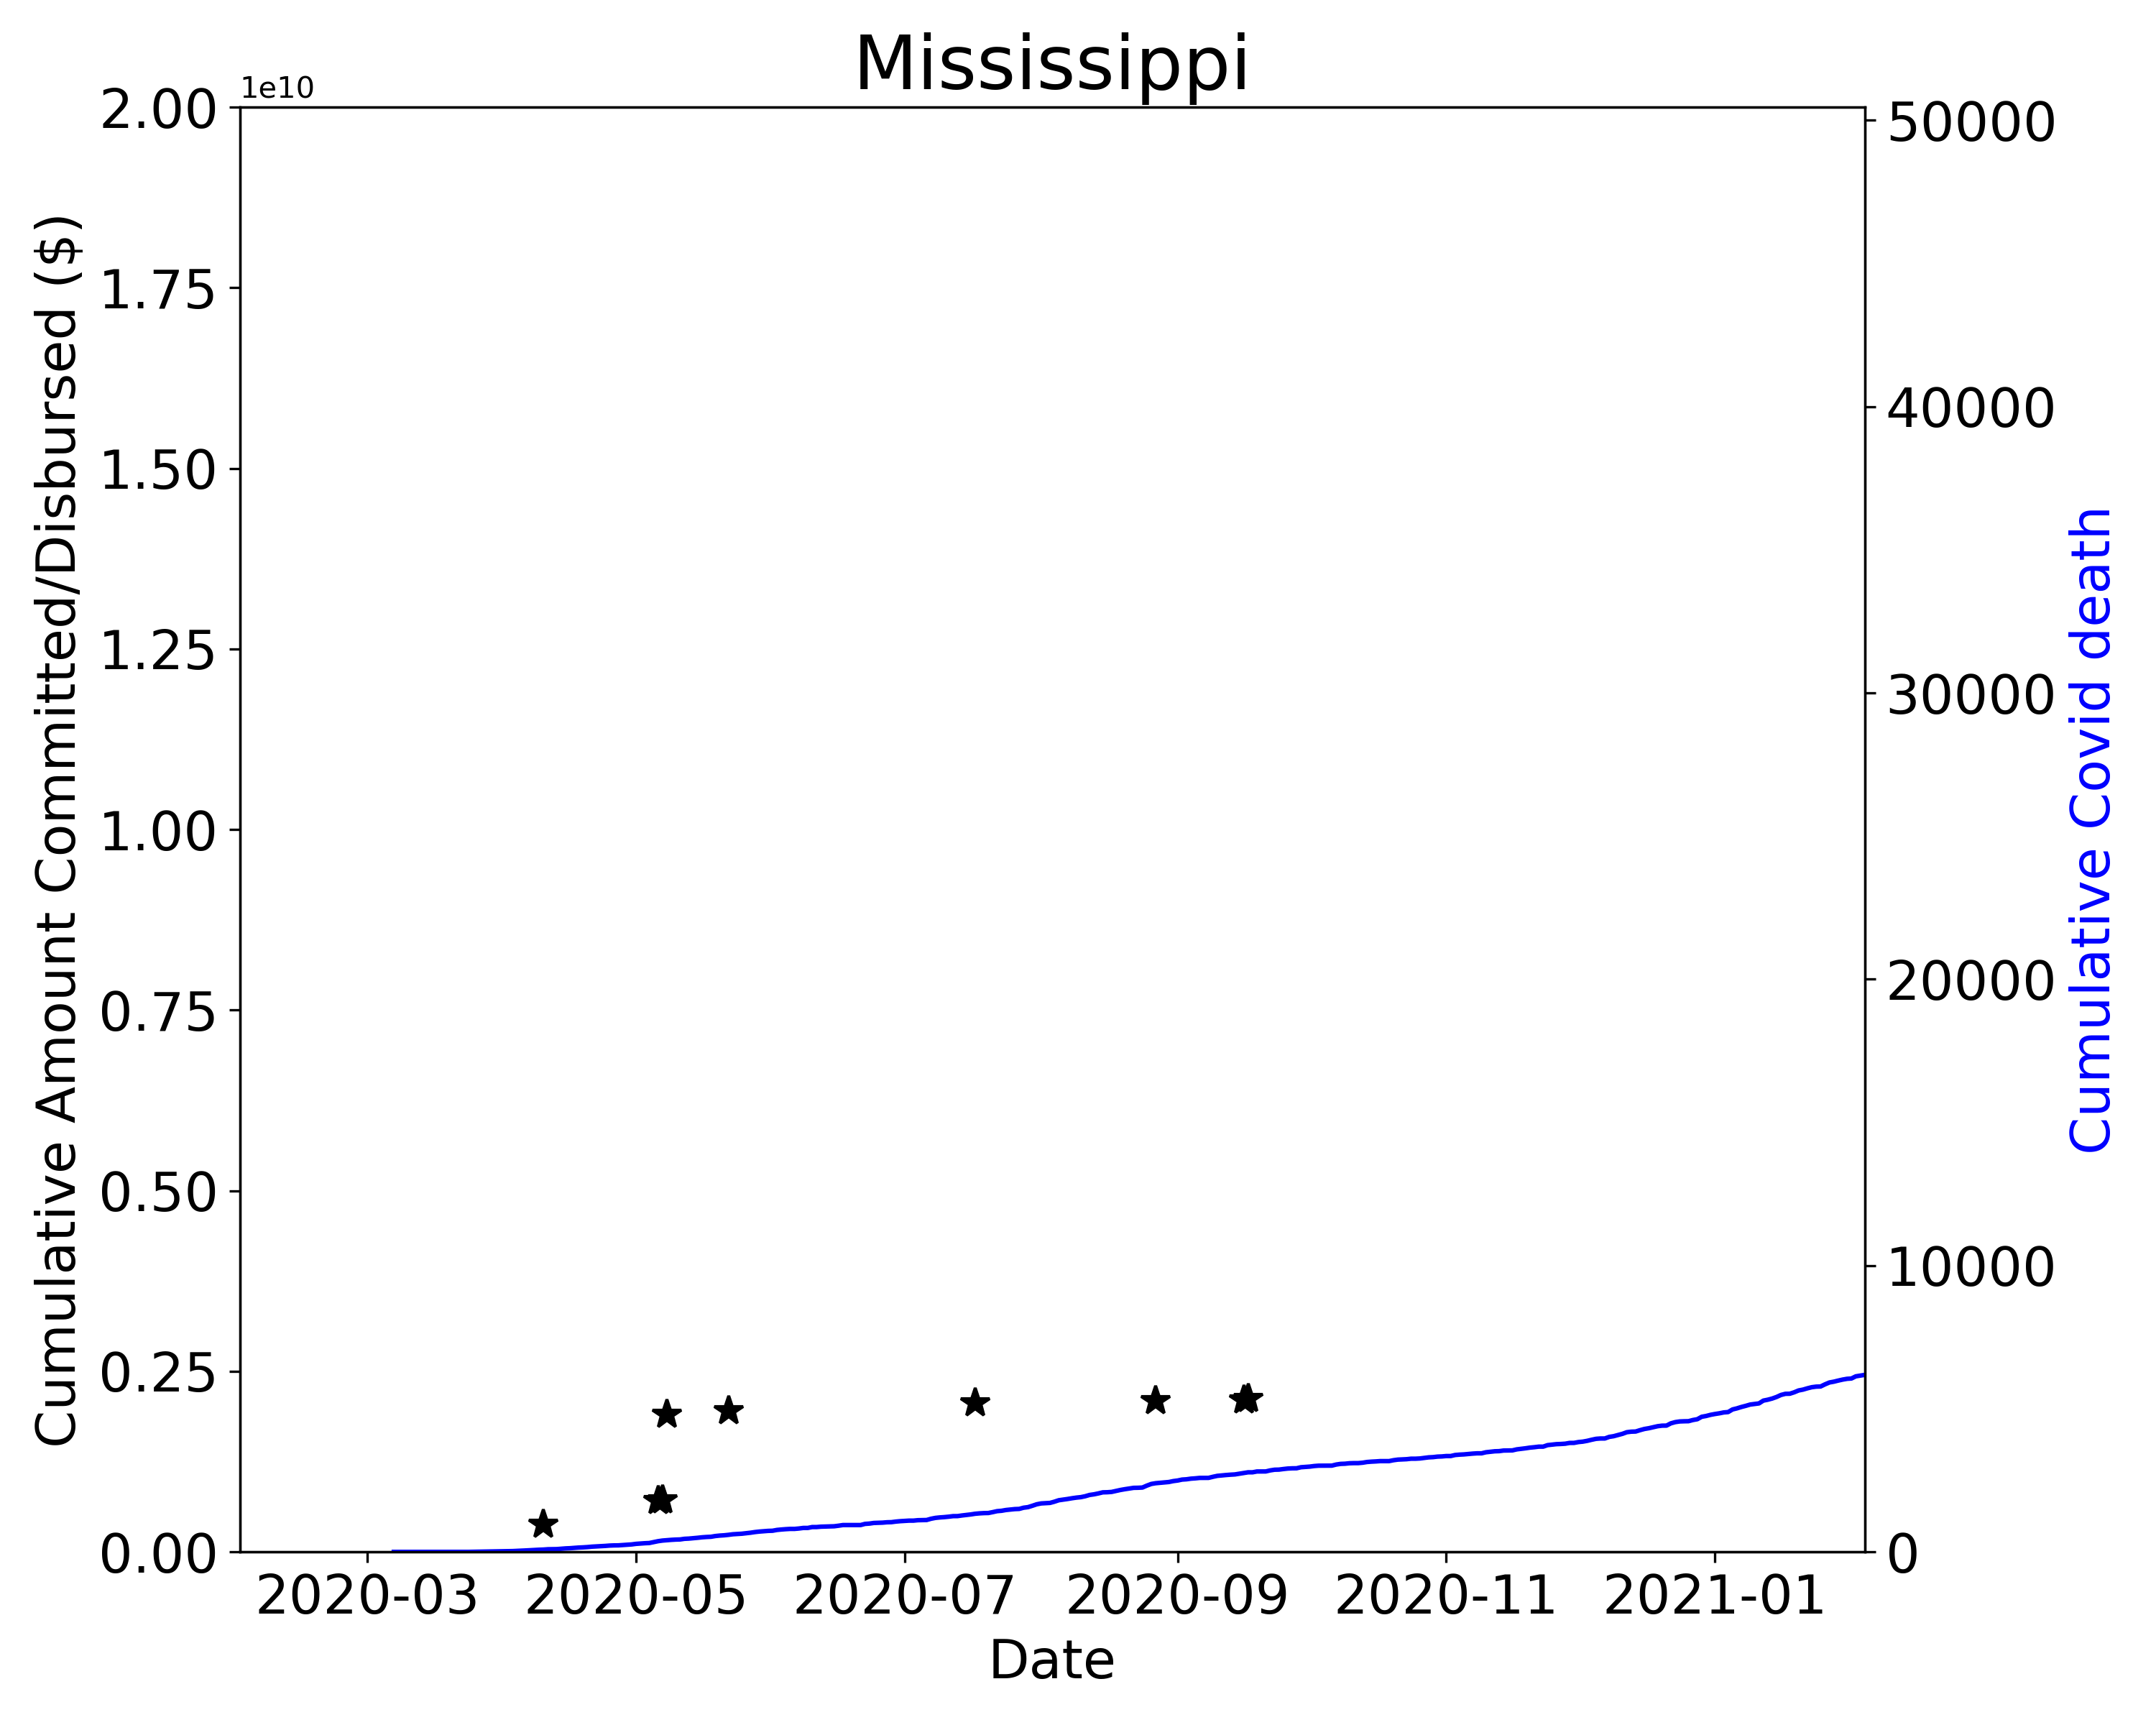 Mississippi
1e10
2.00
1.75
1.50
1.25
1.00
0.75
0.50
0.25
0.00
Cumulative Amount Committed/Disbursed ($)
50000
40000
30000
20000
10000
0
Cumulative Covid death
2020-03 2020-05 2020-07 2020-09 2020-11 2021-01
Date